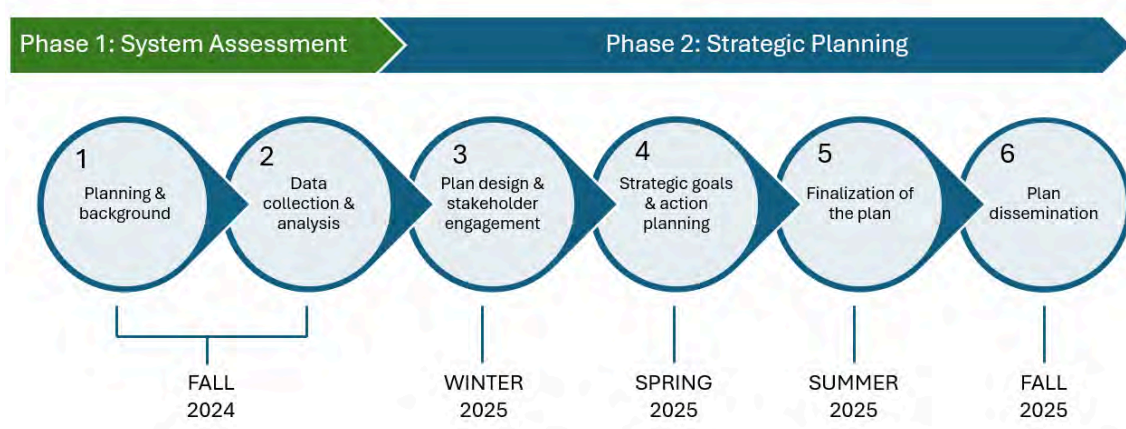 Phase 1: System Assessment
Phase 2: Strategic Planning
1
Planning &
background
2
Data
collection &
analysis
3
Plan design &
stakeholder
engagement
4
Strategic goals
& action
planning
5
Finalization of
the plan
6
Plan
dissemination
FALL
2024
WINTER
2025
SPRING
2025
SUMMER
2025
FALL
2025